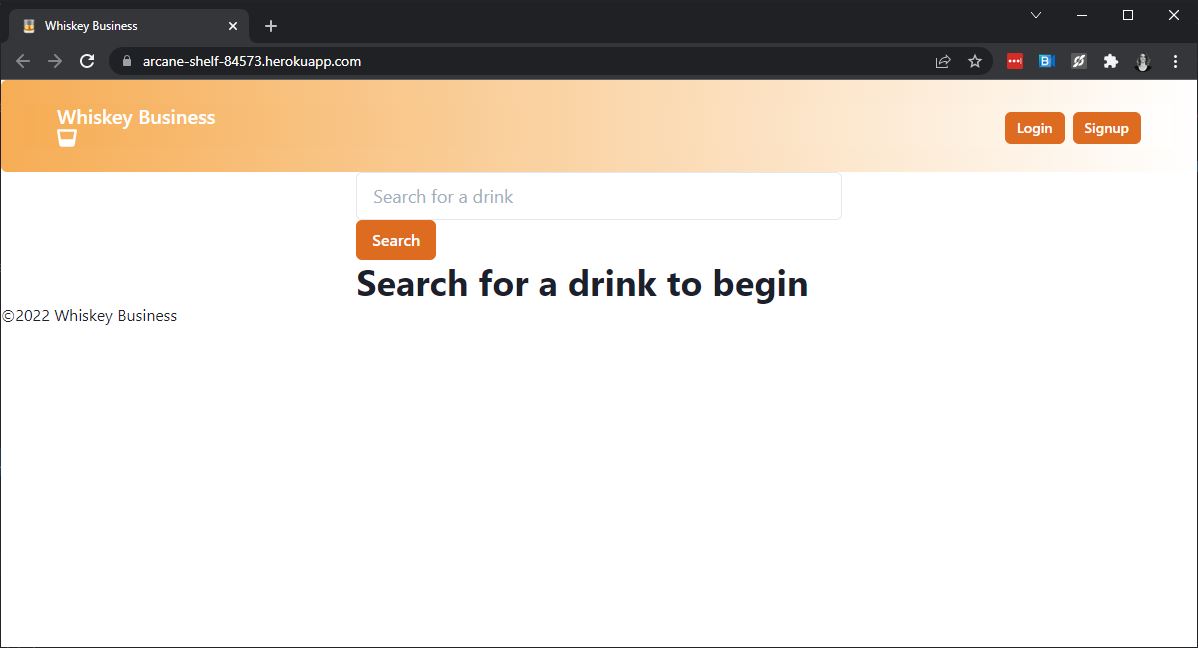 Whiskey Business
arcane-shelf-84573.herokuapp.com
B
Whiskey Business
Login
Signup
Search for a drink
Search
Search for a drink to begin
©2022 Whiskey Business